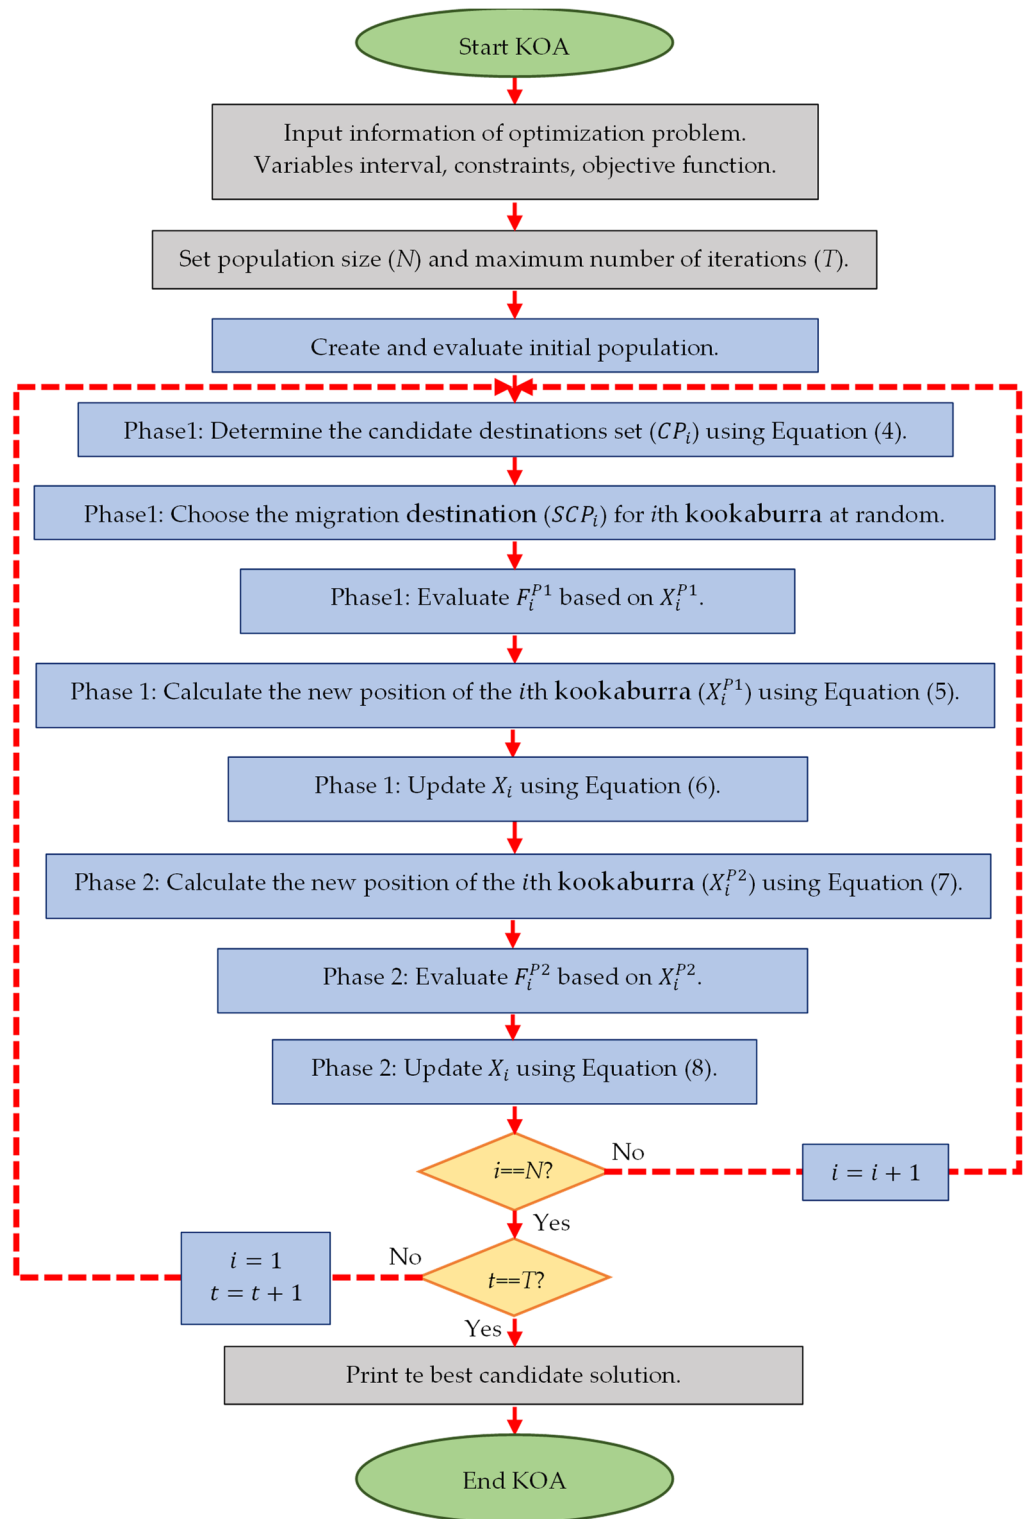 Start KOA
Input information of optimization problem.
Variables interval, constraints, objective function.
Set population size (N) and maximum number of iterations (T).
Create and evaluate initial population.
Phase1: Determine the candidate destinations set (CP_i) using Equation (4).
Phase1: Choose the migration destination (SCP_i) for ith kookaburra at random.
Phase1: Evaluate F_i^{P1} based on X_i^{P1}.
Phase 1: Calculate the new position of the ith kookaburra (X_i^{P1}) using Equation (5).
Phase 1: Update X_i using Equation (6).
Phase 2: Calculate the new position of the ith kookaburra (X_i^{P2}) using Equation (7).
Phase 2: Evaluate F_i^{P2} based on X_i^{P2}.
Phase 2: Update X_i using Equation (8).
i==N?
No
i = i + 1
Yes
t==T?
No
i = 1
t = t + 1
Yes
Print te best candidate solution.
End KOA